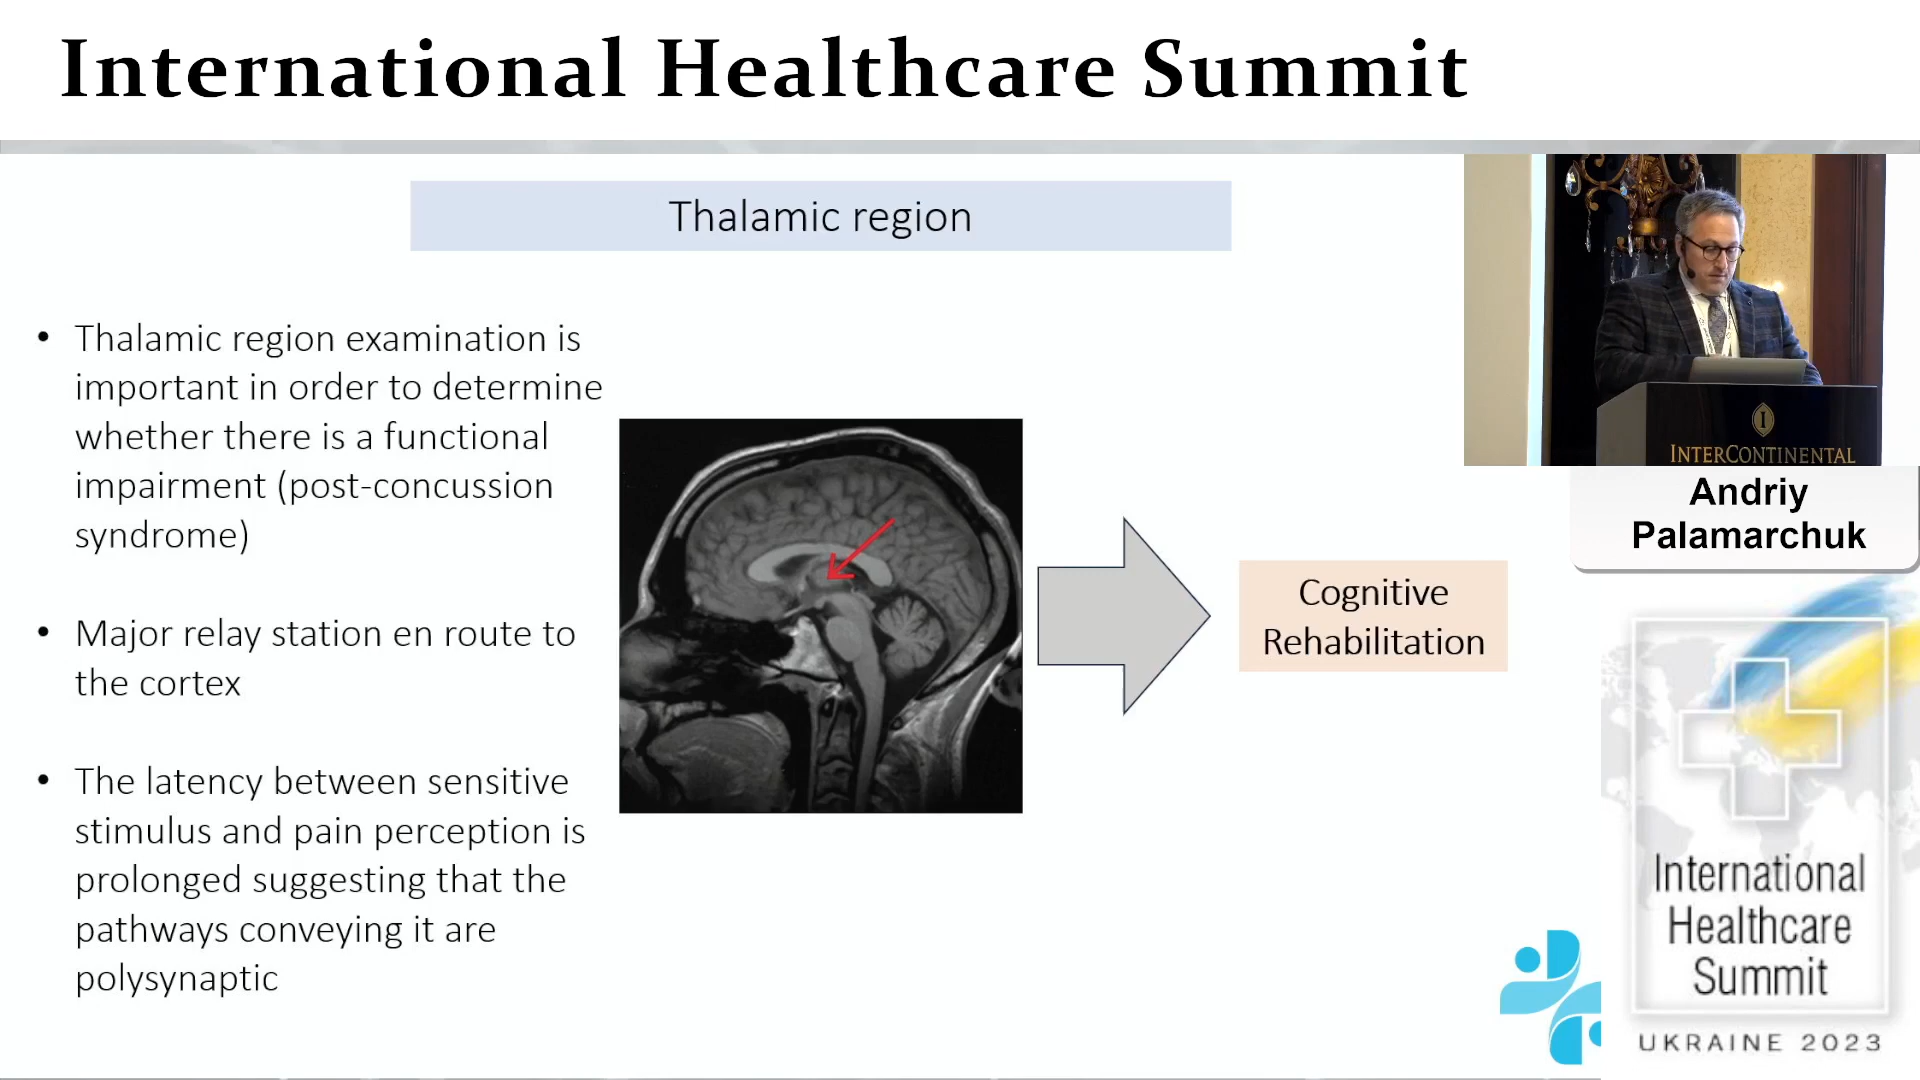 International Healthcare Summit
Thalamic region
• Thalamic region examination is
important in order to determine
whether there is a functional
impairment (post-concussion
syndrome)
• Major relay station en route to
the cortex
• The latency between sensitive
stimulus and pain perception is
prolonged suggesting that the
pathways conveying it are
polysynaptic
Cognitive
Rehabilitation
I
INTERCONTINENTAL
Andriy
Palamarchuk
International
Healthcare
Summit
UKRAINE 2023